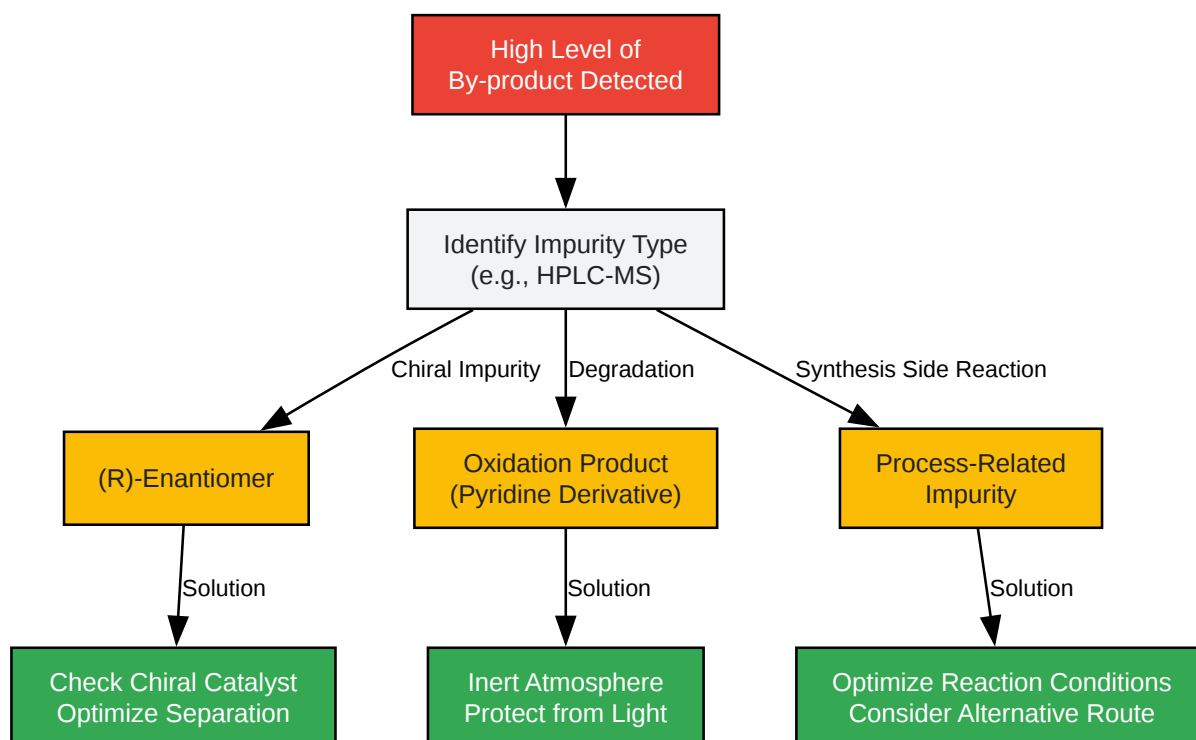 High Level of
By-product Detected
Identify Impurity Type
(e.g., HPLC-MS)
Chiral Impurity
Degradation
Synthesis Side Reaction
(R)-Enantiomer
Oxidation Product
(Pyridine Derivative)
Process-Related
Impurity
Solution
Solution
Solution
Check Chiral Catalyst
Optimize Separation
Inert Atmosphere
Protect from Light
Optimize Reaction Conditions
Consider Alternative Route